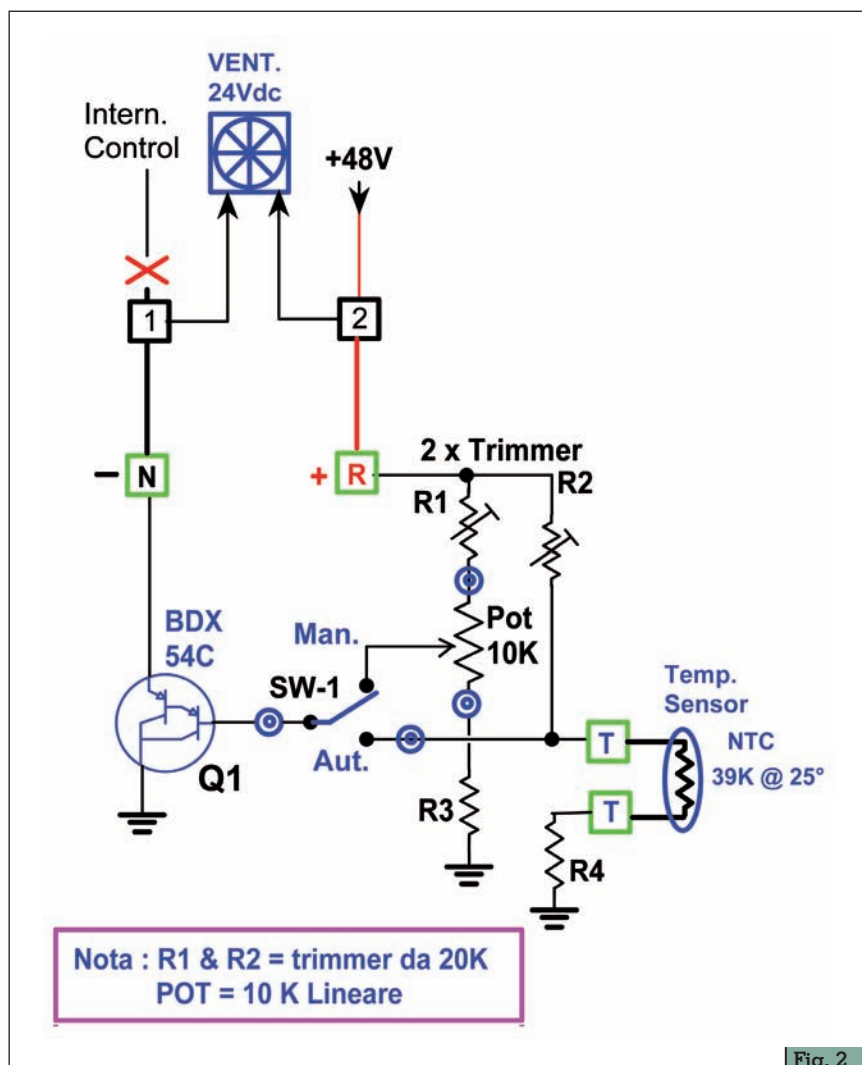 VENT.
24Vdc
Intern.
Control
+48V
1
2
− N
+ R
2 x Trimmer
R1
R2
BDX
54C
Man.
Pot
10K
SW-1
Temp.
Sensor
Q1
Aut.
T
NTC
39K @ 25°
T
R3
R4
Nota : R1 & R2 = trimmer da 20K
POT = 10 K Lineare
Fig. 2